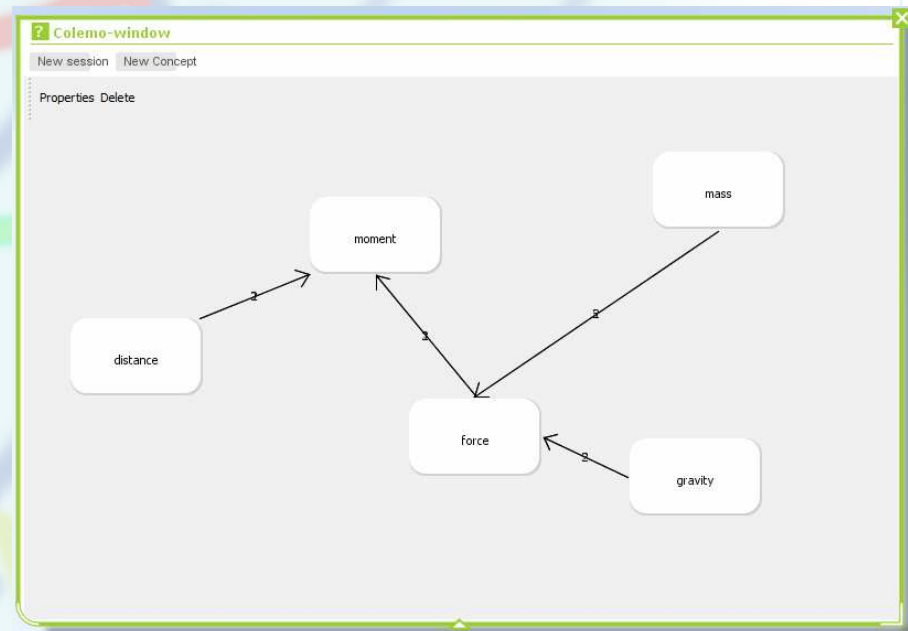 ? Colemo-window
New session New Concept
Properties Delete
mass
moment
distance
force
gravity